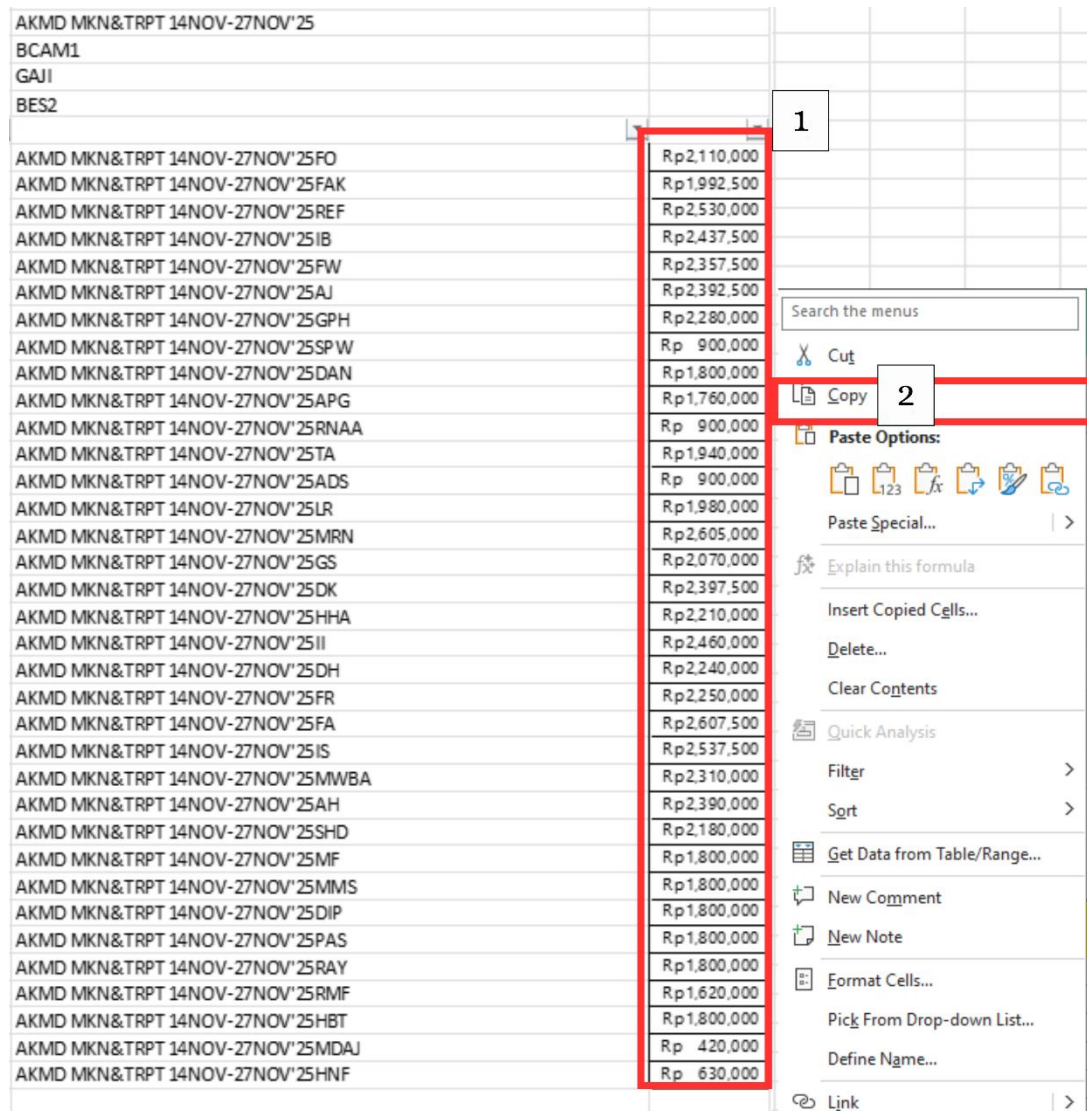 AKMD MKN&TRPT 14NOV-27NOV'25
BCAM1
GAJI
BES2
1
AKMD MKN&TRPT 14NOV-27NOV'25FO Rp2,110,000
AKMD MKN&TRPT 14NOV-27NOV'25FAK Rp1,992,500
AKMD MKN&TRPT 14NOV-27NOV'25REF Rp2,530,000
AKMD MKN&TRPT 14NOV-27NOV'25IB Rp2,437,500
AKMD MKN&TRPT 14NOV-27NOV'25FW Rp2,357,500
AKMD MKN&TRPT 14NOV-27NOV'25AJ Rp2,392,500
AKMD MKN&TRPT 14NOV-27NOV'25GPH Rp2,280,000
AKMD MKN&TRPT 14NOV-27NOV'25SPW Rp 900,000
AKMD MKN&TRPT 14NOV-27NOV'25DAN Rp1,800,000
AKMD MKN&TRPT 14NOV-27NOV'25APG Rp1,760,000
AKMD MKN&TRPT 14NOV-27NOV'25RNAA Rp 900,000
AKMD MKN&TRPT 14NOV-27NOV'25TA Rp1,940,000
AKMD MKN&TRPT 14NOV-27NOV'25ADS Rp 900,000
AKMD MKN&TRPT 14NOV-27NOV'25LR Rp1,980,000
AKMD MKN&TRPT 14NOV-27NOV'25MRN Rp2,605,000
AKMD MKN&TRPT 14NOV-27NOV'25GS Rp2,070,000
AKMD MKN&TRPT 14NOV-27NOV'25DK Rp2,397,500
AKMD MKN&TRPT 14NOV-27NOV'25HHA Rp2,210,000
AKMD MKN&TRPT 14NOV-27NOV'25II Rp2,460,000
AKMD MKN&TRPT 14NOV-27NOV'25DH Rp2,240,000
AKMD MKN&TRPT 14NOV-27NOV'25FR Rp2,250,000
AKMD MKN&TRPT 14NOV-27NOV'25FA Rp2,607,500
AKMD MKN&TRPT 14NOV-27NOV'25IS Rp2,537,500
AKMD MKN&TRPT 14NOV-27NOV'25MWBA Rp2,310,000
AKMD MKN&TRPT 14NOV-27NOV'25AH Rp2,390,000
AKMD MKN&TRPT 14NOV-27NOV'25SHD Rp2,180,000
AKMD MKN&TRPT 14NOV-27NOV'25MF Rp1,800,000
AKMD MKN&TRPT 14NOV-27NOV'25MMS Rp1,800,000
AKMD MKN&TRPT 14NOV-27NOV'25DIP Rp1,800,000
AKMD MKN&TRPT 14NOV-27NOV'25PAS Rp1,800,000
AKMD MKN&TRPT 14NOV-27NOV'25RAY Rp1,800,000
AKMD MKN&TRPT 14NOV-27NOV'25RMF Rp1,620,000
AKMD MKN&TRPT 14NOV-27NOV'25HBT Rp1,800,000
AKMD MKN&TRPT 14NOV-27NOV'25MDAJ Rp 420,000
AKMD MKN&TRPT 14NOV-27NOV'25HNF Rp 630,000
Search the menus
Cut
Copy 2
Paste Options:
123 fx %
Paste Special...
Explain this formula
Insert Copied Cells...
Delete...
Clear Contents
Quick Analysis
Filter
Sort
Get Data from Table/Range...
New Comment
New Note
Format Cells...
Pick From Drop-down List...
Define Name...
Link